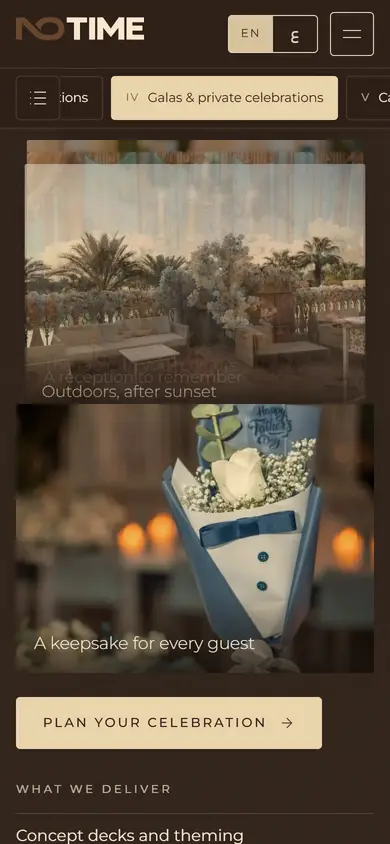 NOTIME
EN
ع
tions
IV Galas & private celebrations
V Ca
A reception to remember
Outdoors, after sunset
Happy
Father's
Day
A keepsake for every guest
PLAN YOUR CELEBRATION →
WHAT WE DELIVER
Concept decks and theming